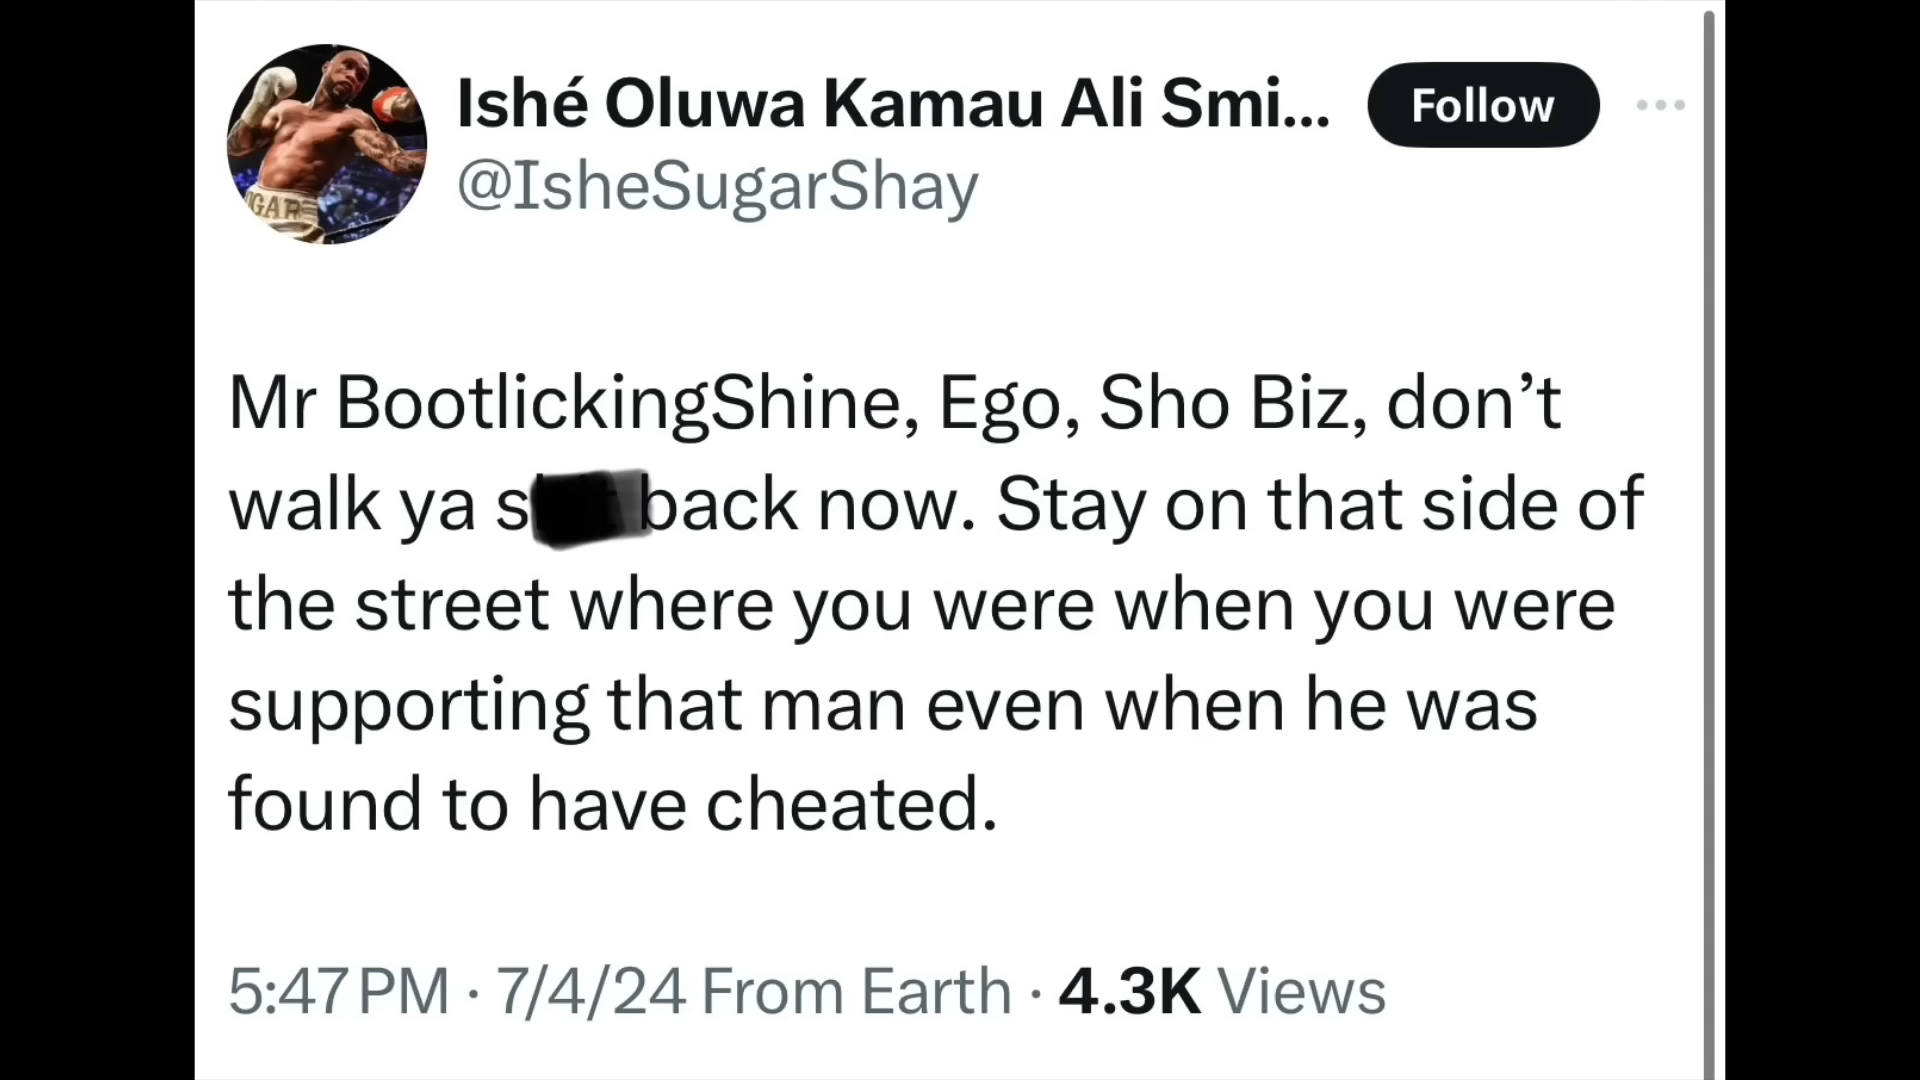 Ishé Oluwa Kamau Ali Smi...
Follow
@IsheSugarShay
GAR
Mr BootlickingShine, Ego, Sho Biz, don’t
walk ya s back now. Stay on that side of
the street where you were when you were
supporting that man even when he was
found to have cheated.
5:47 PM · 7/4/24 From Earth · 4.3K Views